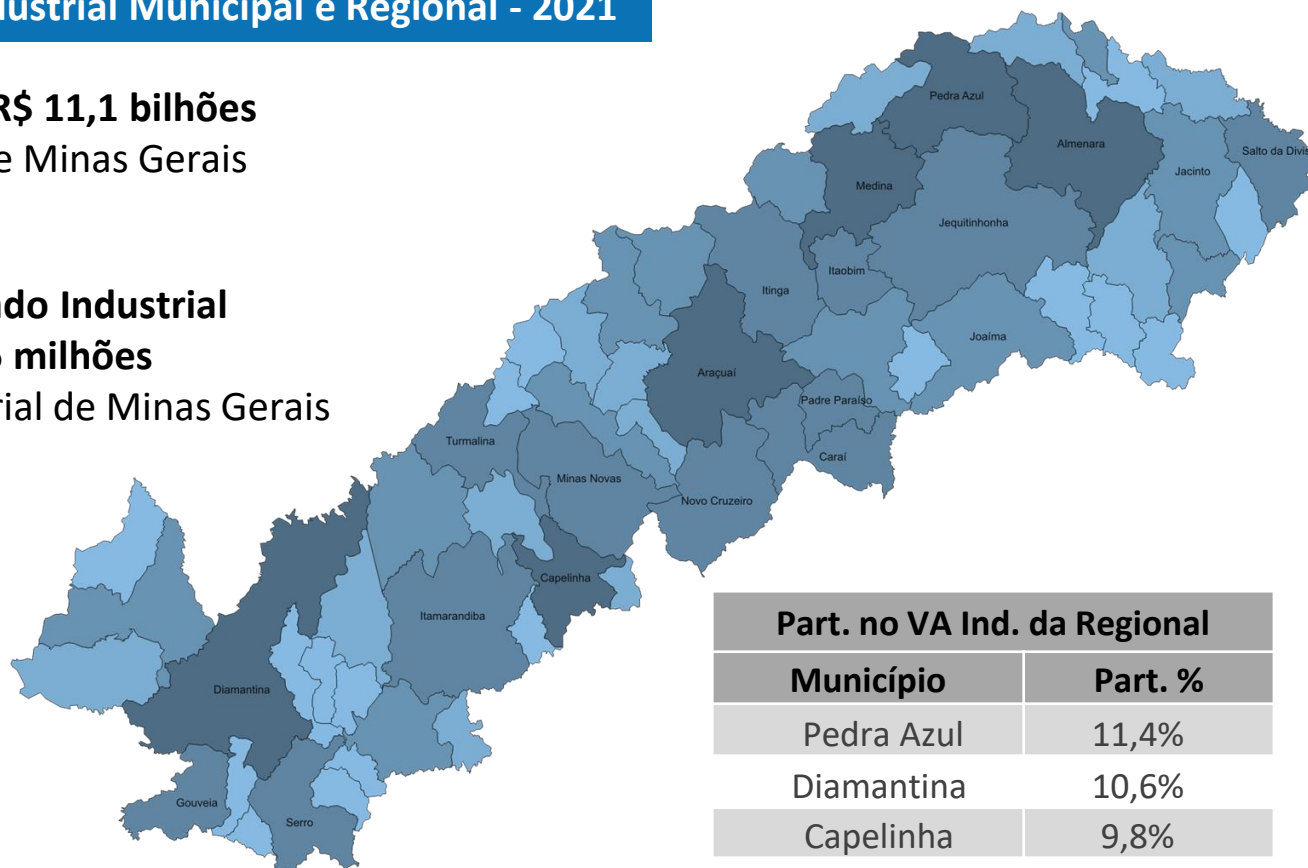 dustrial Municipal e Regional - 2021
R$ 11,1 bilhões
e Minas Gerais
do Industrial
milhões
rial de Minas Gerais
Pedra Azul
Almenara
Salto da Divis
Jacinto
Medina
Jequitinhonha
Itaobim
Itinga
Joaíma
Araçuaí
Padre Paraíso
Turmalina
Caraí
Minas Novas
Novo Cruzeiro
Capelinha
Itamarandiba
Diamantina
Gouveia
Serro
Part. no VA Ind. da Regional
Município Part. %
Pedra Azul 11,4%
Diamantina 10,6%
Capelinha 9,8%